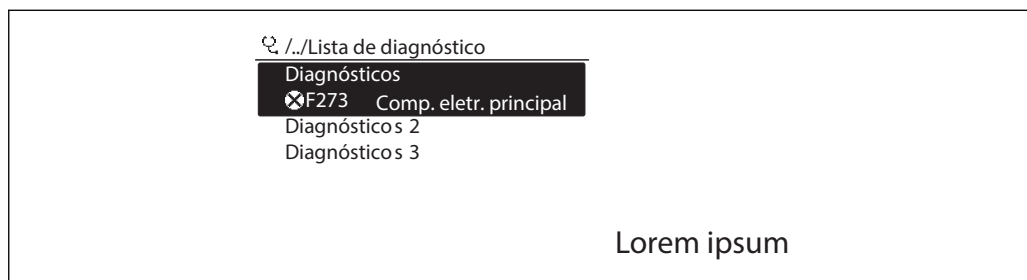 /../Lista de diagnóstico
Diagnósticos
F273 Comp. eletr. principal
Diagnósticos 2
Diagnósticos 3
Lorem ipsum